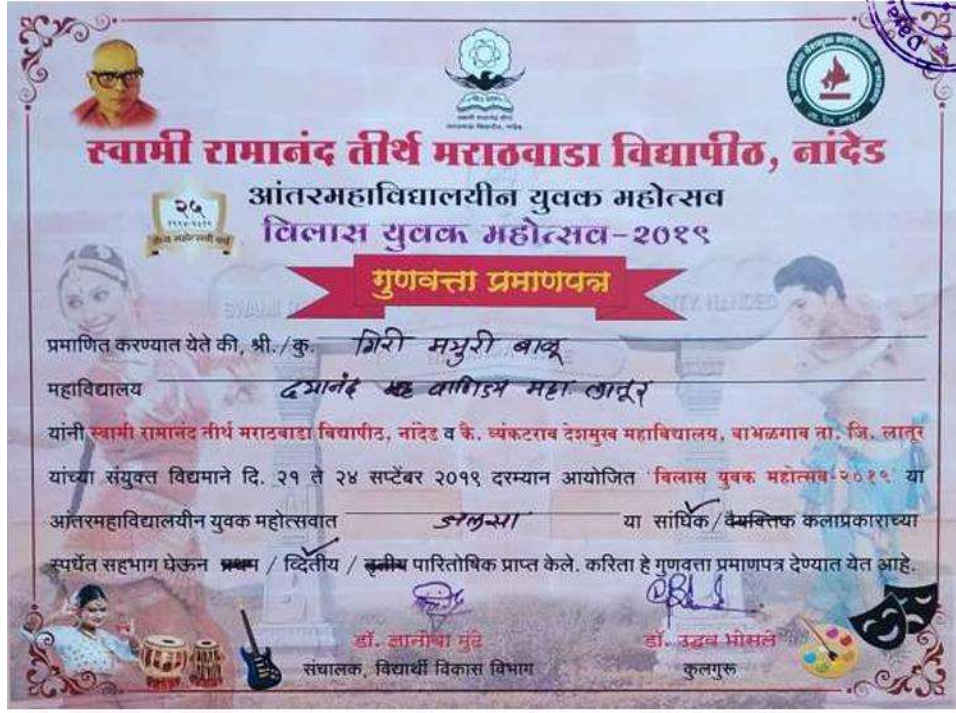 स्वामी रामानंद तीर्थ मराठवाडा विद्यापीठ, नांदेड
आंतरमहाविद्यालयीन युवक महोत्सव
२५
विलास युवक महोत्सव-२०१९
गुणवत्ता प्रमाणपत्र
प्रमाणित करण्यात येते की, श्री./कु. गिरी मयुरी बाळू
महाविद्यालय दयानंद वाणिज्य महा. लातूर
यांनी स्वामी रामानंद तीर्थ मराठवाडा विद्यापीठ, नांदेड व कै. व्यंकटराव देशमुख महाविद्यालय, बाभळगाव ता. जि. लातूर
यांच्या संयुक्त विद्यमाने दि. २१ ते २४ सप्टेंबर २०१९ दरम्यान आयोजित 'विलास युवक महोत्सव-२०१९' या
आंतरमहाविद्यालयीन युवक महोत्सवात जलसा या सांघिक/वैयक्तिक कलाप्रकाराच्या
स्पर्धेत सहभाग घेऊन प्रथम / व्दितीय / तृतीय पारितोषिक प्राप्त केले. करिता हे गुणवत्ता प्रमाणपत्र देण्यात येत आहे.
डॉ. ज्ञानोबा मुंढे डॉ. उद्धव भोसले
संचालक, विद्यार्थी विकास विभाग कुलगुरू